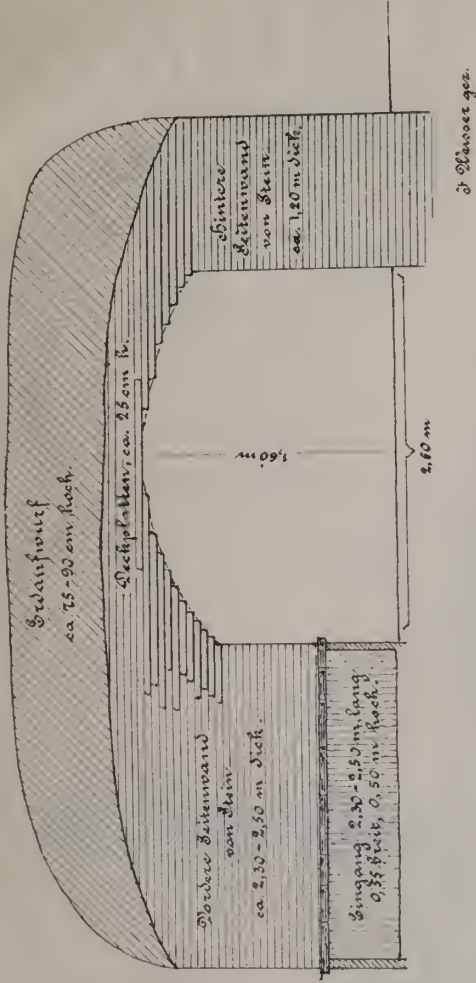 Erdaufwurf
ca. 75-90 cm hoch.
Deckplatten, ca. 25 cm h.
Vordere Seitenwand
von Stein
ca. 2,30-2,50 m dick.
1,60 m
Hintere
Seitenwand
von Stein
ca. 1,20 m dick.
Eingang 2,30-2,50 m lang
0,55 breit, 0,50 m hoch.
2,60 m
gez.